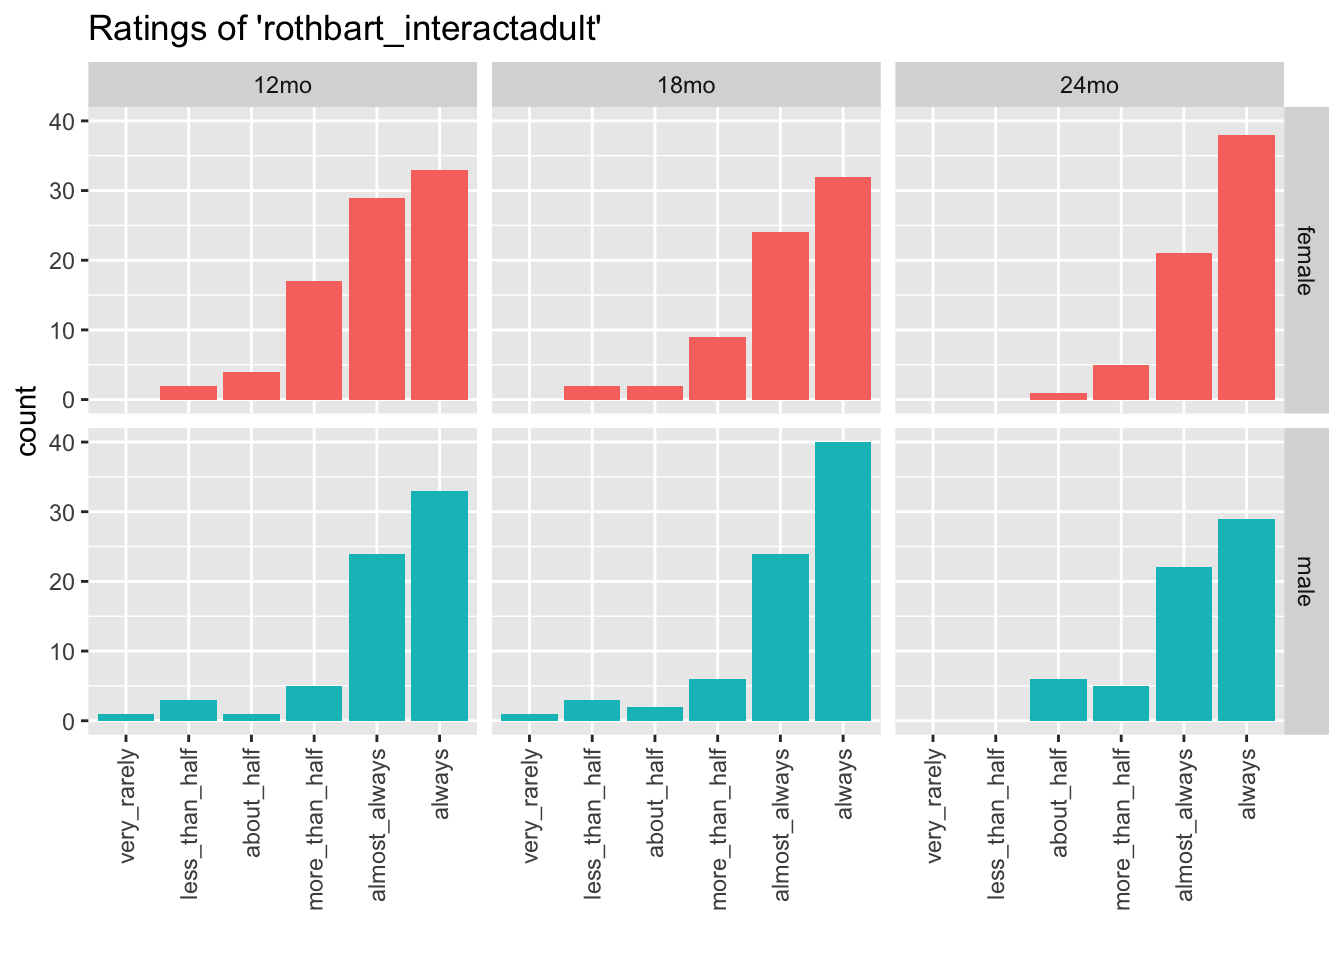 Ratings of 'rothbart_interactadult'
12mo 18mo 24mo
40
30
20
10
0
female
count
40
30
20
10
0
male
very_rarely
less_than_half
about_half
more_than_half
almost_always
always
very_rarely
less_than_half
about_half
more_than_half
almost_always
always
very_rarely
less_than_half
about_half
more_than_half
almost_always
always